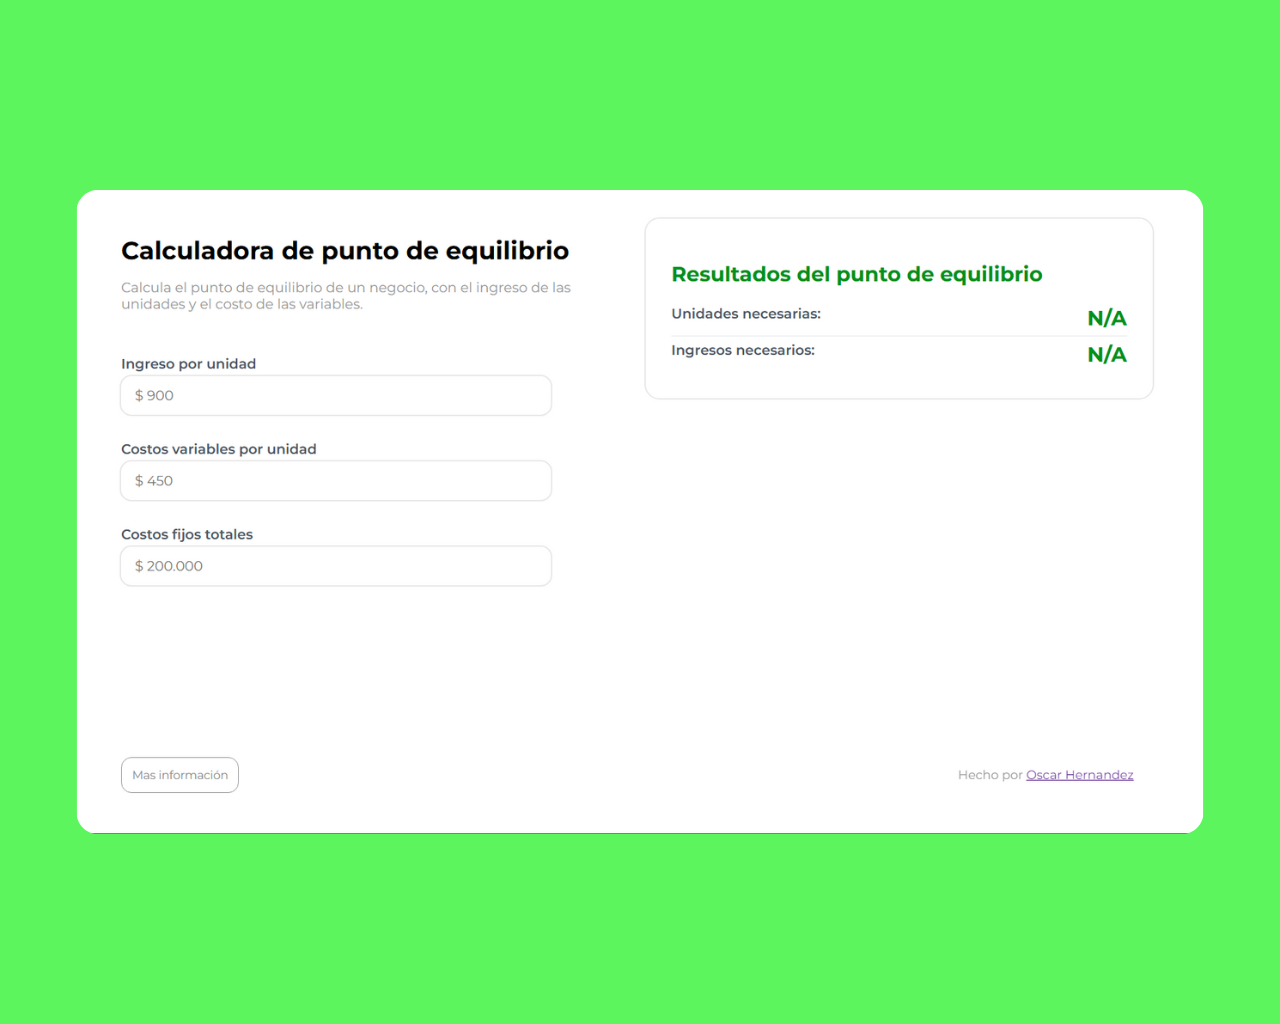 Calculadora de punto de equilibrio
Calcula el punto de equilibrio de un negocio, con el ingreso de las
unidades y el costo de las variables.
Ingreso por unidad
$ 900
Costos variables por unidad
$ 450
Costos fijos totales
$ 200.000
Resultados del punto de equilibrio
Unidades necesarias: N/A
Ingresos necesarios: N/A
Mas información
Hecho por Oscar Hernandez